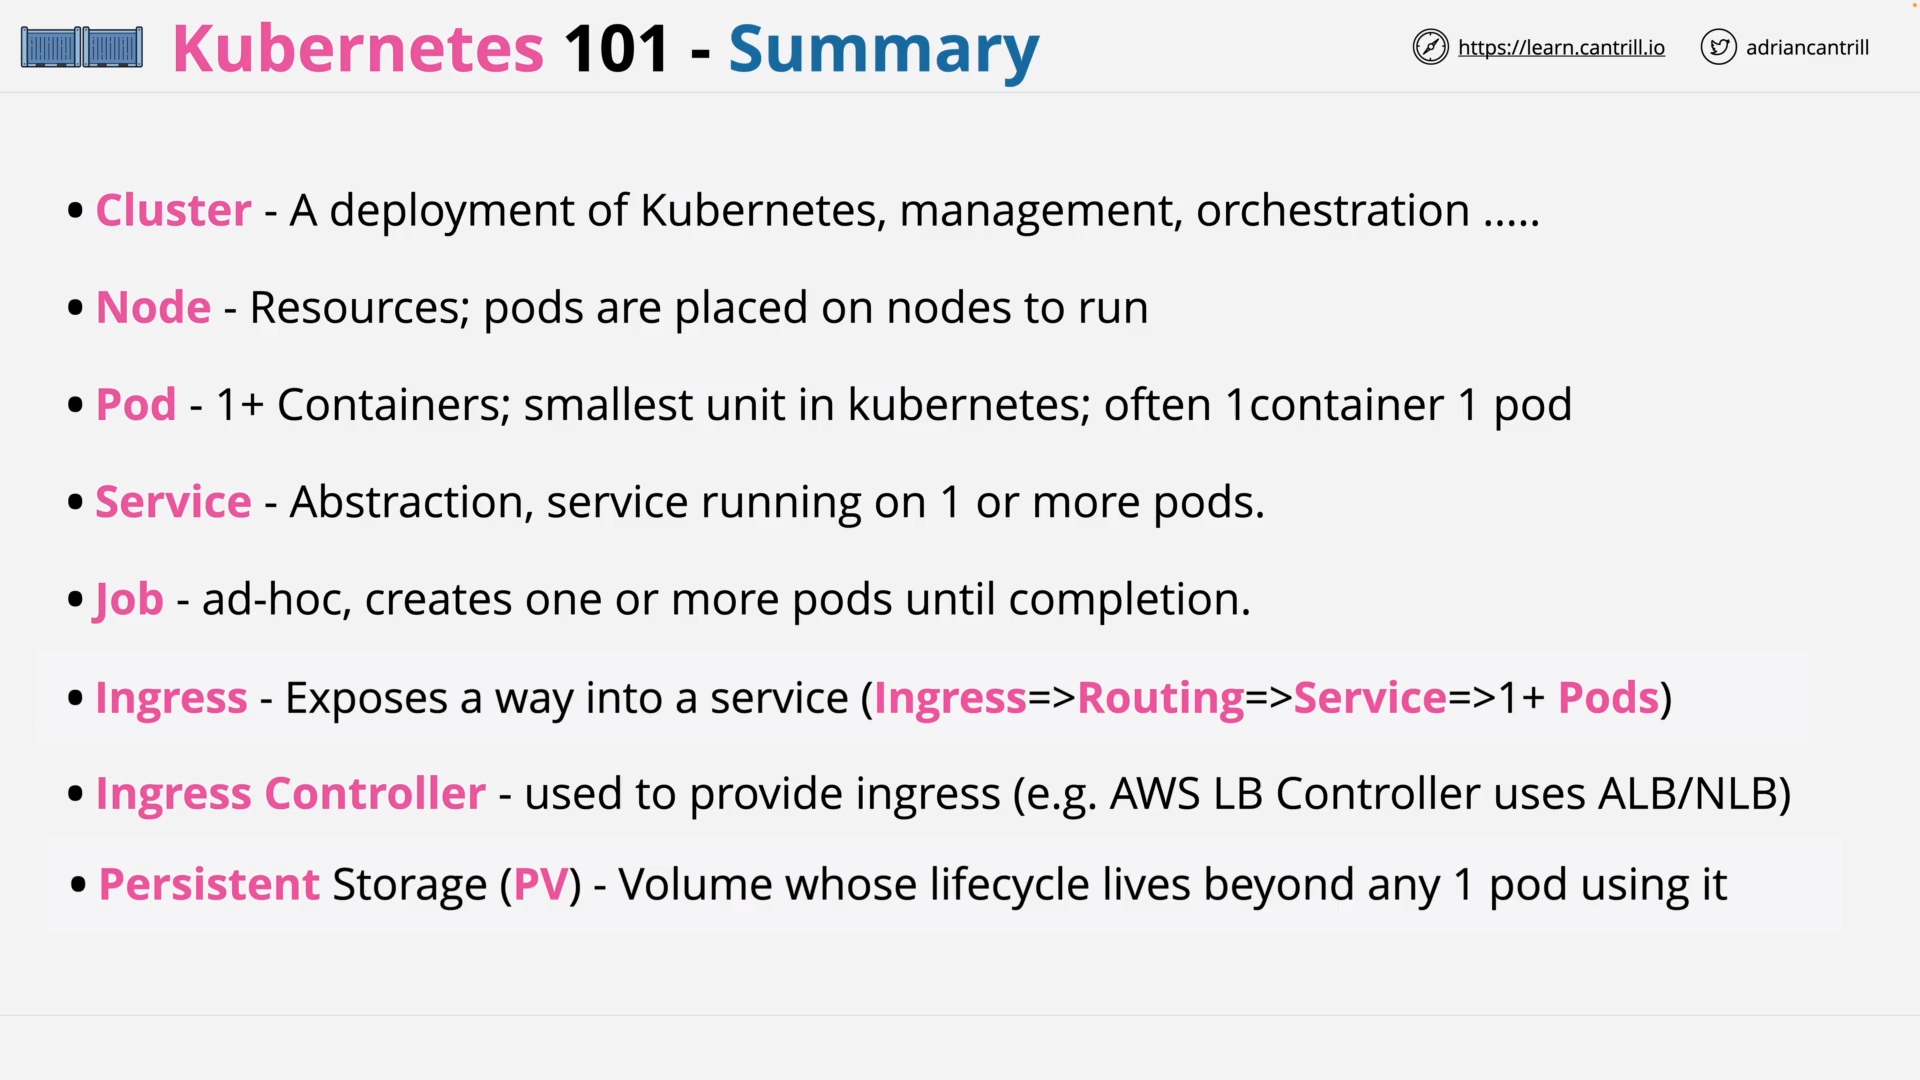 Kubernetes 101 - Summary
https://learn.cantrill.io
adriancantrill
• Cluster - A deployment of Kubernetes, management, orchestration .....
• Node - Resources; pods are placed on nodes to run
• Pod - 1+ Containers; smallest unit in kubernetes; often 1container 1 pod
• Service - Abstraction, service running on 1 or more pods.
• Job - ad-hoc, creates one or more pods until completion.
• Ingress - Exposes a way into a service (Ingress=>Routing=>Service=>1+ Pods)
• Ingress Controller - used to provide ingress (e.g. AWS LB Controller uses ALB/NLB)
• Persistent Storage (PV) - Volume whose lifecycle lives beyond any 1 pod using it